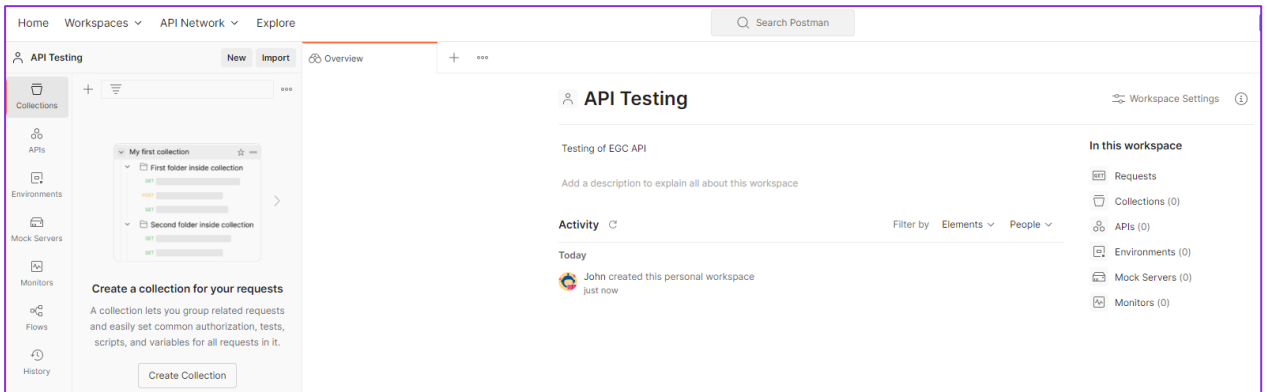 Home Workspaces API Network Explore
Search Postman
API Testing New Import
Overview
Collections
APIs
Environments
Mock Servers
Monitors
Flows
History
My first collection
First folder inside collection
GET
POST
GET
Second folder inside collection
GET
GET
Create a collection for your requests
A collection lets you group related requests
and easily set common authorization, tests,
scripts, and variables for all requests in it.
Create Collection
API Testing
Workspace Settings
Testing of EGC API
Add a description to explain all about this workspace
Activity
Filter by Elements People
Today
John created this personal workspace
just now
In this workspace
GET Requests
Collections (0)
APIs (0)
Environments (0)
Mock Servers (0)
Monitors (0)